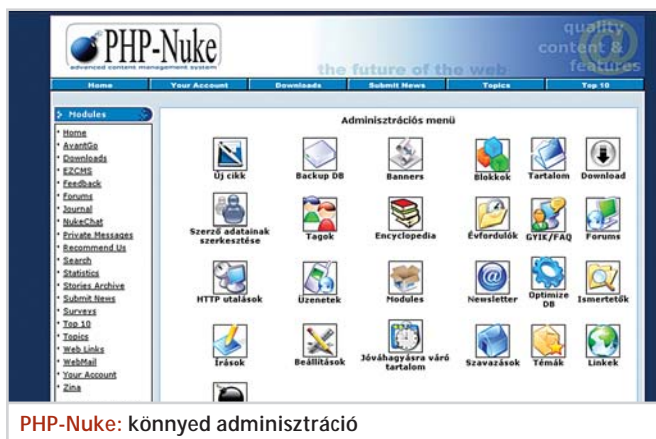 PHP-Nuke
advanced content management system
quality
content &
features
the future of the web
Home Your Account Downloads Submit News Topics Top 10
Modules
Home
AvantGo
Downloads
EZCMS
Feedback
Forums
Journal
NukeChat
Private Messages
Recommend Us
Search
Statistics
Stories Archive
Submit News
Surveys
Top 10
Topics
Web Links
WebMail
Your Account
Zina
Adminisztrációs menü
Új cikk Backup DB Banners Blokkok Tartalom Download
Szerző adatainak
szerkesztése
Tagok Encyclopedia Évfordulók GYIK/FAQ Forums
HTTP utalások Üzenetek Modules Newsletter Optimize
DB
Ismertetők
Írások Beállítások Jóváhagyásra váró
tartalom
Szavazások Témák Linkek
PHP-Nuke: könnyed adminisztráció